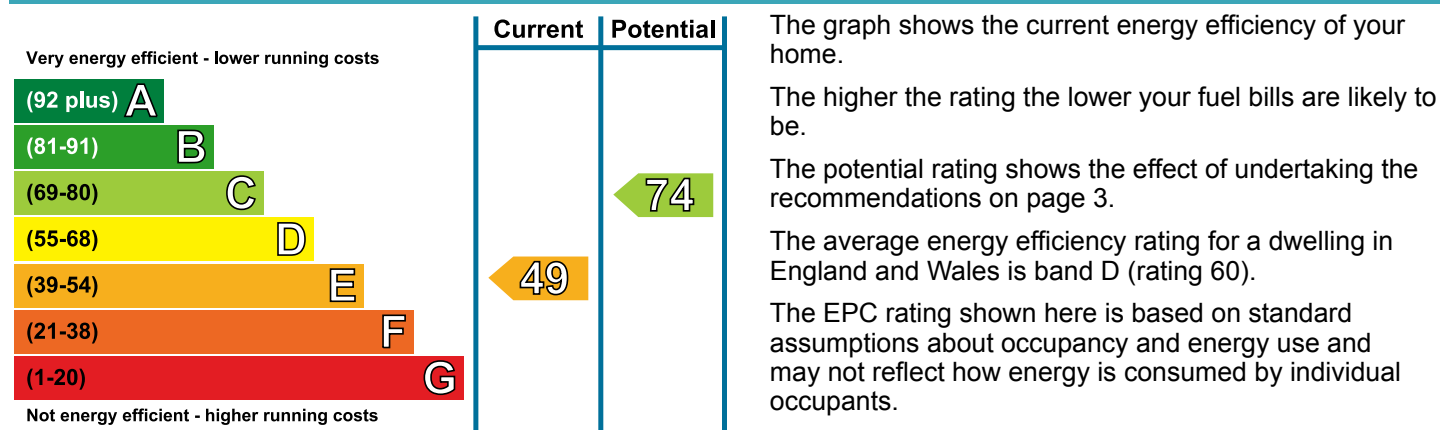 Current Potential
Very energy efficient - lower running costs
(92 plus) A
(81-91) B
(69-80) C
74
(55-68) D
(39-54) E
49
(21-38) F
(1-20) G
Not energy efficient - higher running costs
The graph shows the current energy efficiency of your
home.
The higher the rating the lower your fuel bills are likely to
be.
The potential rating shows the effect of undertaking the
recommendations on page 3.
The average energy efficiency rating for a dwelling in
England and Wales is band D (rating 60).
The EPC rating shown here is based on standard
assumptions about occupancy and energy use and
may not reflect how energy is consumed by individual
occupants.